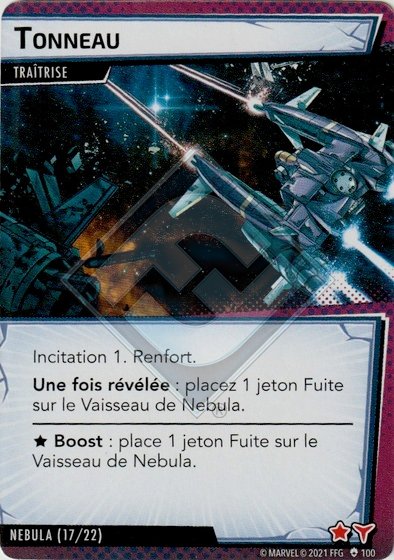 Tonneau
TRAÎTRISE
Incitation 1. Renfort.
Une fois révélée : placez 1 jeton Fuite
sur le Vaisseau de Nebula.
★ Boost : place 1 jeton Fuite sur le
Vaisseau de Nebula.
NEBULA (17/22)
© MARVEL © 2021 FFG 100